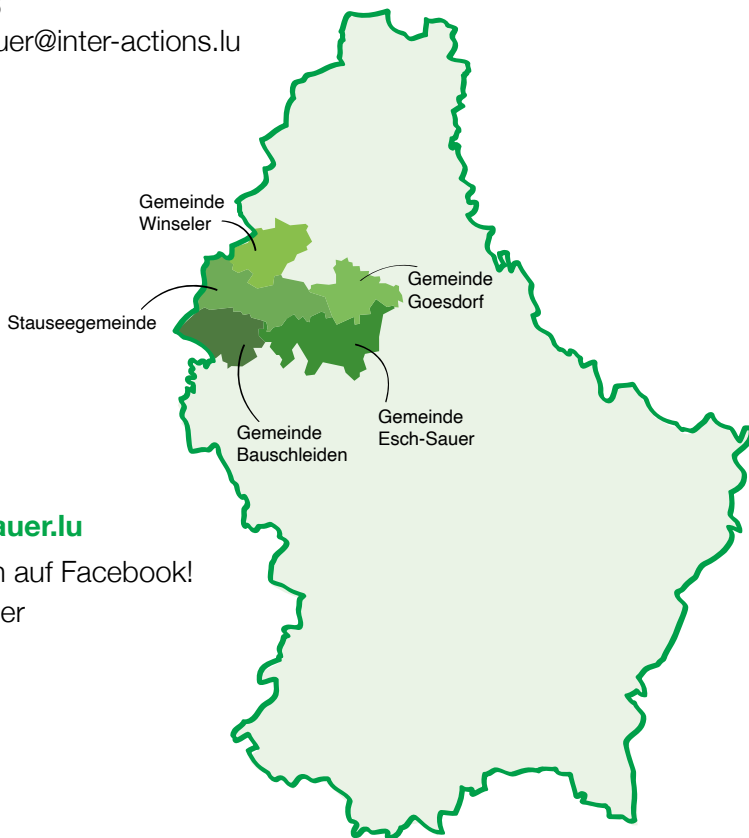 uer@inter-actions.lu
Gemeinde
Winseler
Gemeinde
Goesdorf
Stauseegemeinde
Gemeinde
Esch-Sauer
Gemeinde
Bauschleiden
auer.lu
auf Facebook!
er